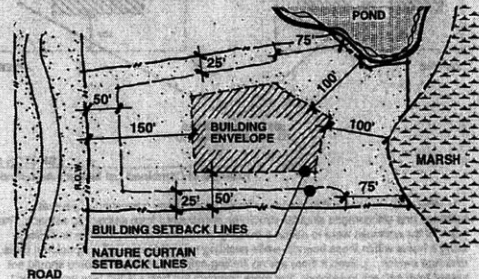 POND
75'
25'
100'
50'
150'
BUILDING
ENVELOPE
100'
MARSH
R.O.W.
25'
50'
75'
BUILDING SETBACK LINES
NATURE CURTAIN
SETBACK LINES
ROAD